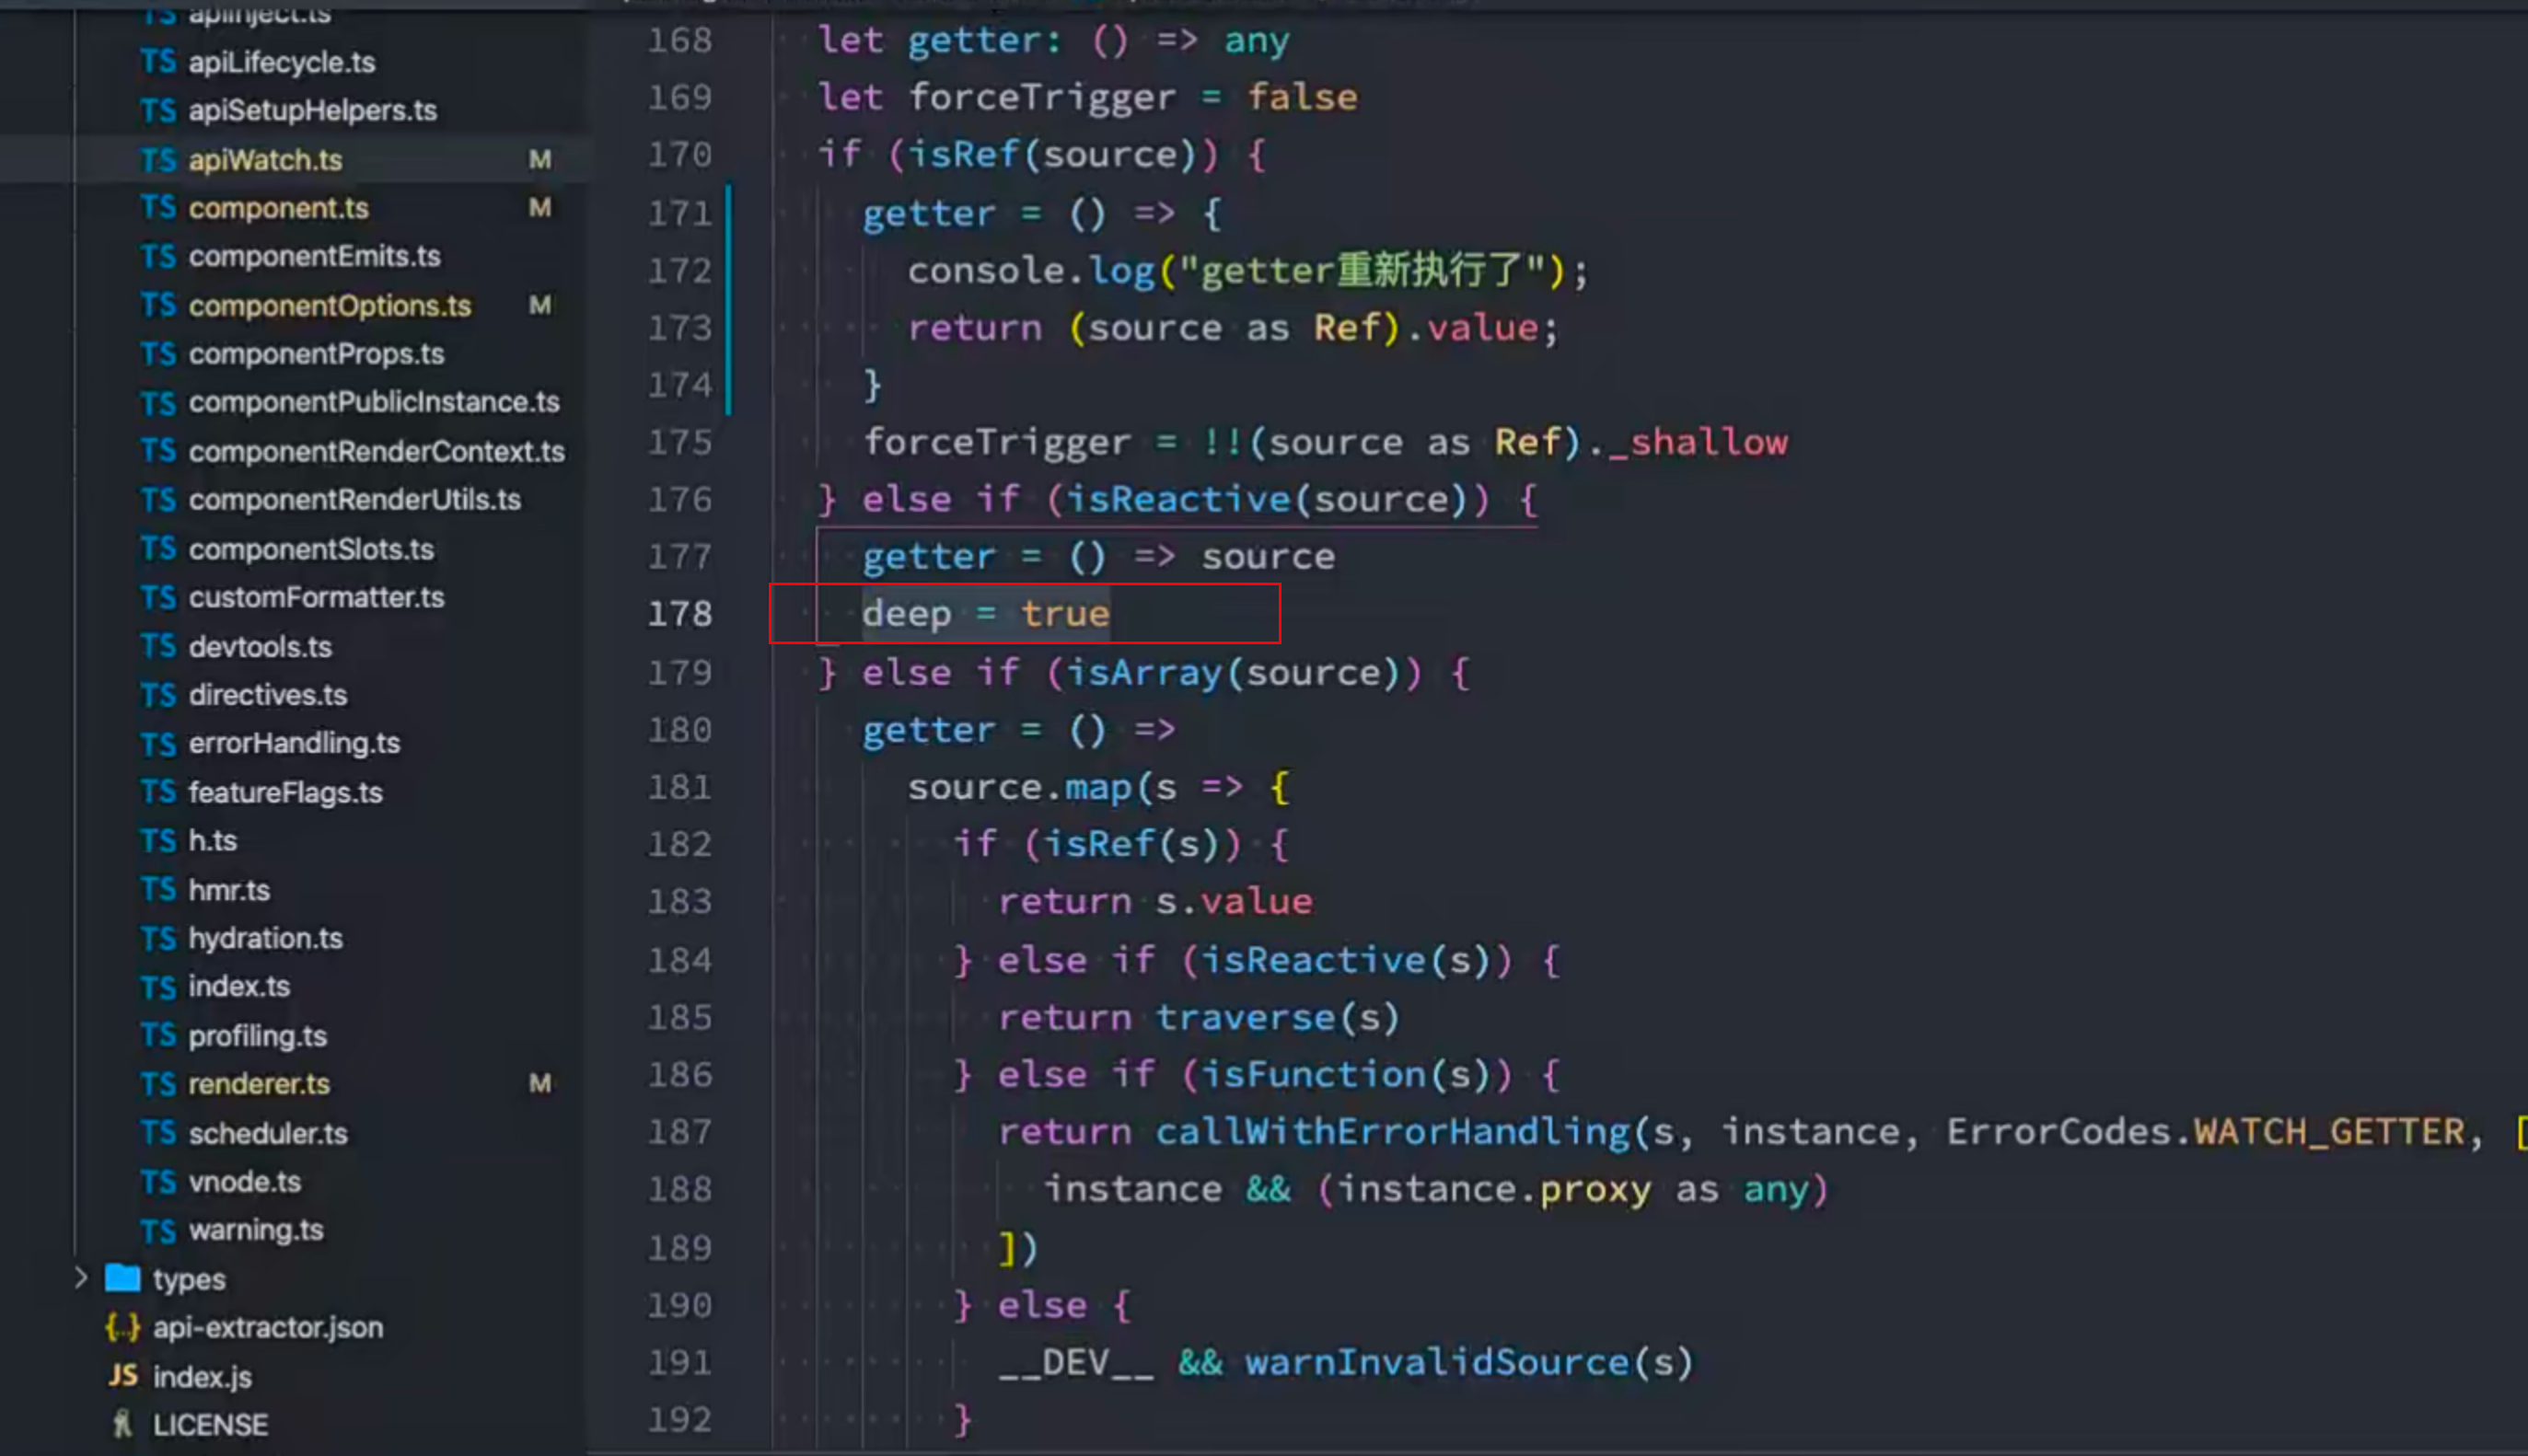 apiInject.ts
TS apiLifecycle.ts
TS apiSetupHelpers.ts
TS apiWatch.ts M
TS component.ts M
TS componentEmits.ts
TS componentOptions.ts M
TS componentProps.ts
TS componentPublicInstance.ts
TS componentRenderContext.ts
TS componentRenderUtils.ts
TS componentSlots.ts
TS customFormatter.ts
TS devtools.ts
TS directives.ts
TS errorHandling.ts
TS featureFlags.ts
TS h.ts
TS hmr.ts
TS hydration.ts
TS index.ts
TS profiling.ts
TS renderer.ts M
TS scheduler.ts
TS vnode.ts
TS warning.ts
types
{..} api-extractor.json
JS index.js
LICENSE
168 let getter: () => any
169 let forceTrigger = false
170 if (isRef(source)) {
171 getter = () => {
172 console.log("getter重新执行了");
173 return (source as Ref).value;
174 }
175 forceTrigger = !!(source as Ref)._shallow
176 } else if (isReactive(source)) {
177 getter = () => source
178 deep = true
179 } else if (isArray(source)) {
180 getter = () =>
181 source.map(s => {
182 if (isRef(s)) {
183 return s.value
184 } else if (isReactive(s)) {
185 return traverse(s)
186 } else if (isFunction(s)) {
187 return callWithErrorHandling(s, instance, ErrorCodes.WATCH_GETTER, [
188 instance && (instance.proxy as any)
189 ])
190 } else {
191 __DEV__ && warnInvalidSource(s)
192 }